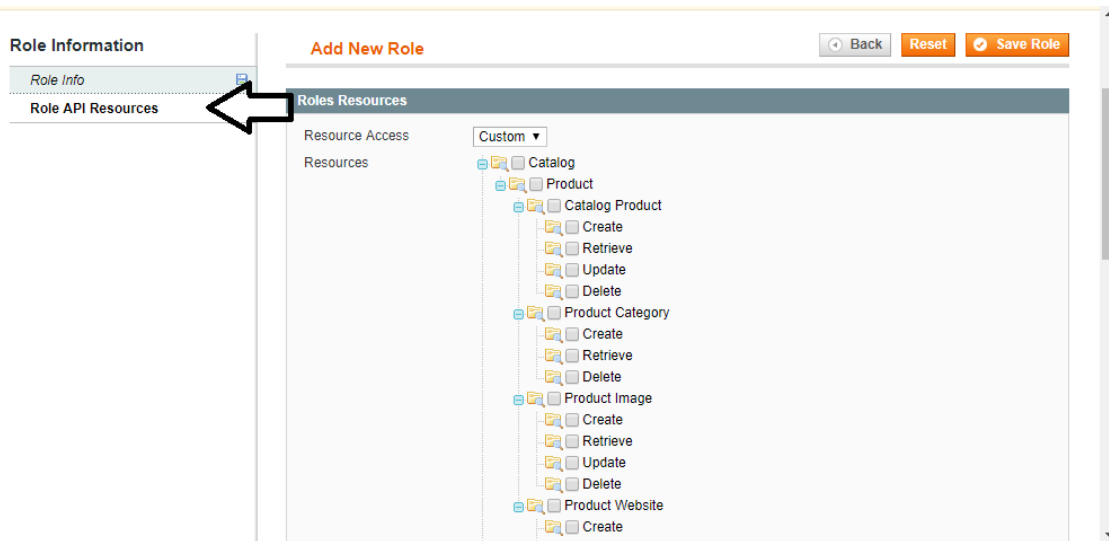 Role Information
Role Info
Role API Resources
Add New Role
Back
Reset
Save Role
Roles Resources
Resource Access
Custom
Resources
Catalog
Product
Catalog Product
Create
Retrieve
Update
Delete
Product Category
Create
Retrieve
Delete
Product Image
Create
Retrieve
Update
Delete
Product Website
Create